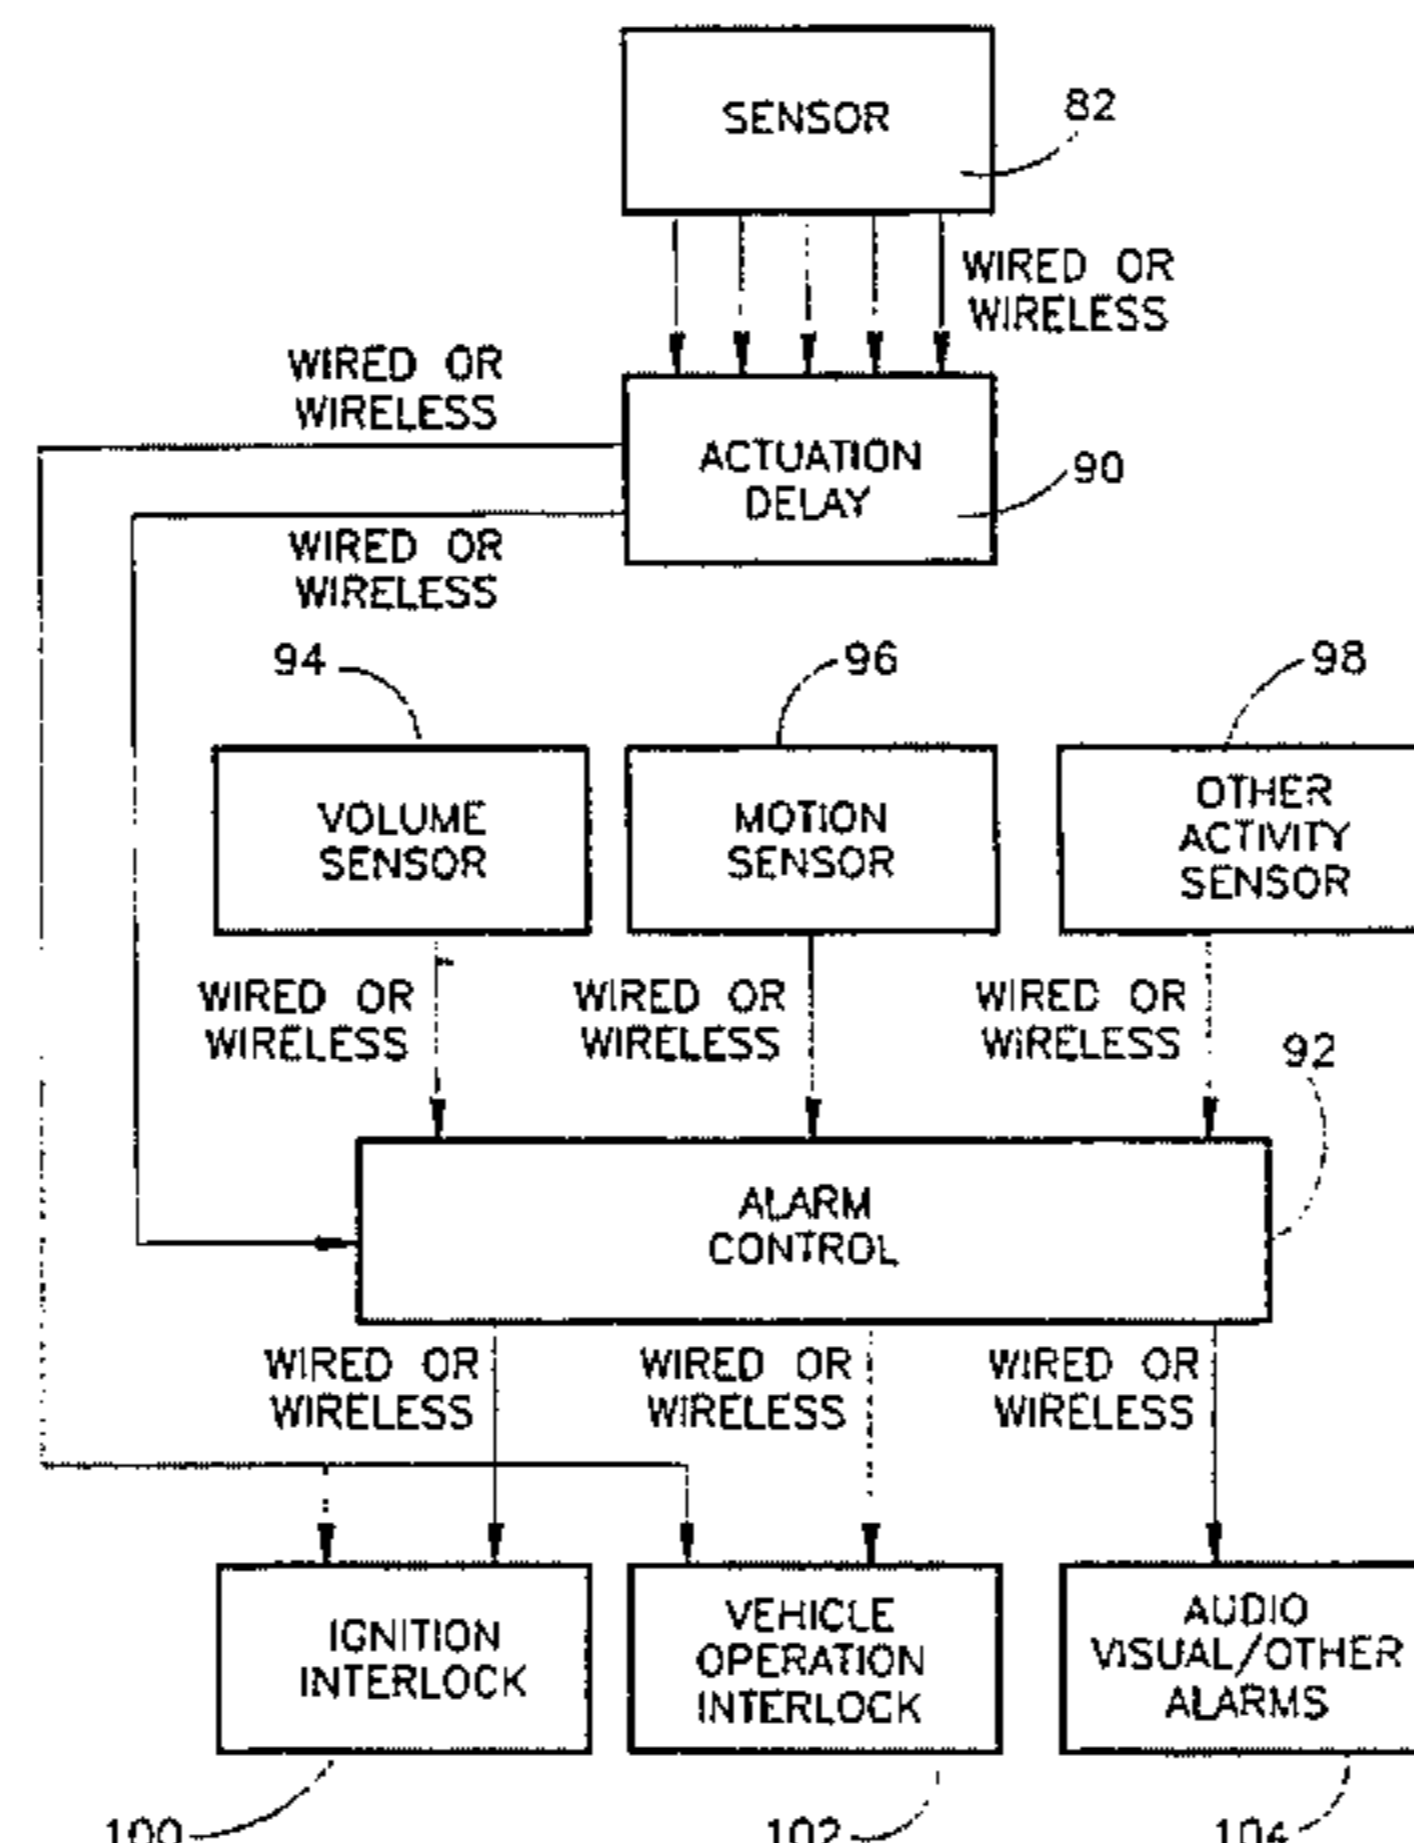 SENSOR
82
WIRED OR
WIRELESS
WIRED OR
WIRELESS
ACTUATION
DELAY
90
WIRED OR
WIRELESS
94
96
98
VOLUME
SENSOR
MOTION
SENSOR
OTHER
ACTIVITY
SENSOR
WIRED OR
WIRELESS
WIRED OR
WIRELESS
WIRED OR
WIRELESS
92
ALARM
CONTROL
WIRED OR
WIRELESS
WIRED OR
WIRELESS
WIRED OR
WIRELESS
IGNITION
INTERLOCK
VEHICLE
OPERATION
INTERLOCK
AUDIO
VISUAL/OTHER
ALARMS
100
102